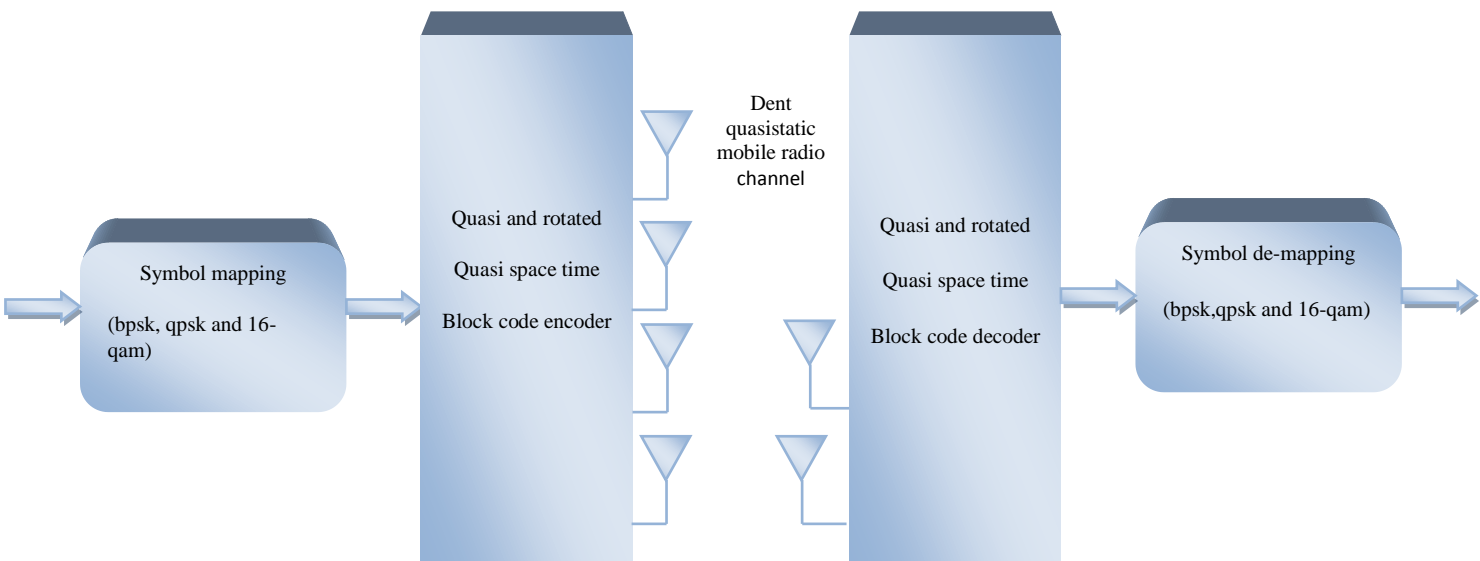 Symbol mapping
(bpsk, qpsk and 16-
qam)
Quasi and rotated
Quasi space time
Block code encoder
Dent
quasistatic
mobile radio
channel
Quasi and rotated
Quasi space time
Block code decoder
Symbol de-mapping
(bpsk,qpsk and 16-qam)